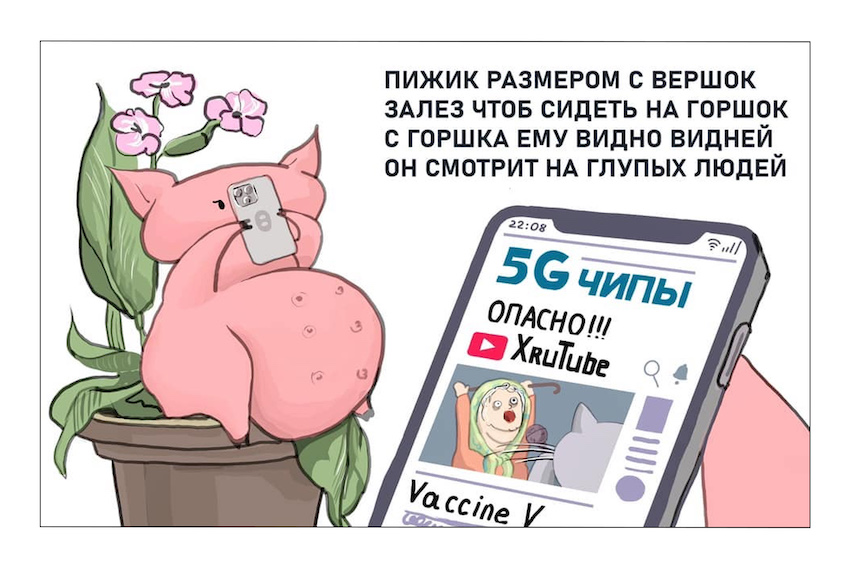 ПИЖИК РАЗМЕРОМ С ВЕРШОК
ЗАЛЕЗ ЧТОБ СИДЕТЬ НА ГОРШОК
С ГОРШКА ЕМУ ВИДНО ВИДНЕЙ
ОН СМОТРИТ НА ГЛУПЫХ ЛЮДЕЙ
22:08
5G ЧИПЫ
ОПАСНО!!!
XRuTube
Vaccine V